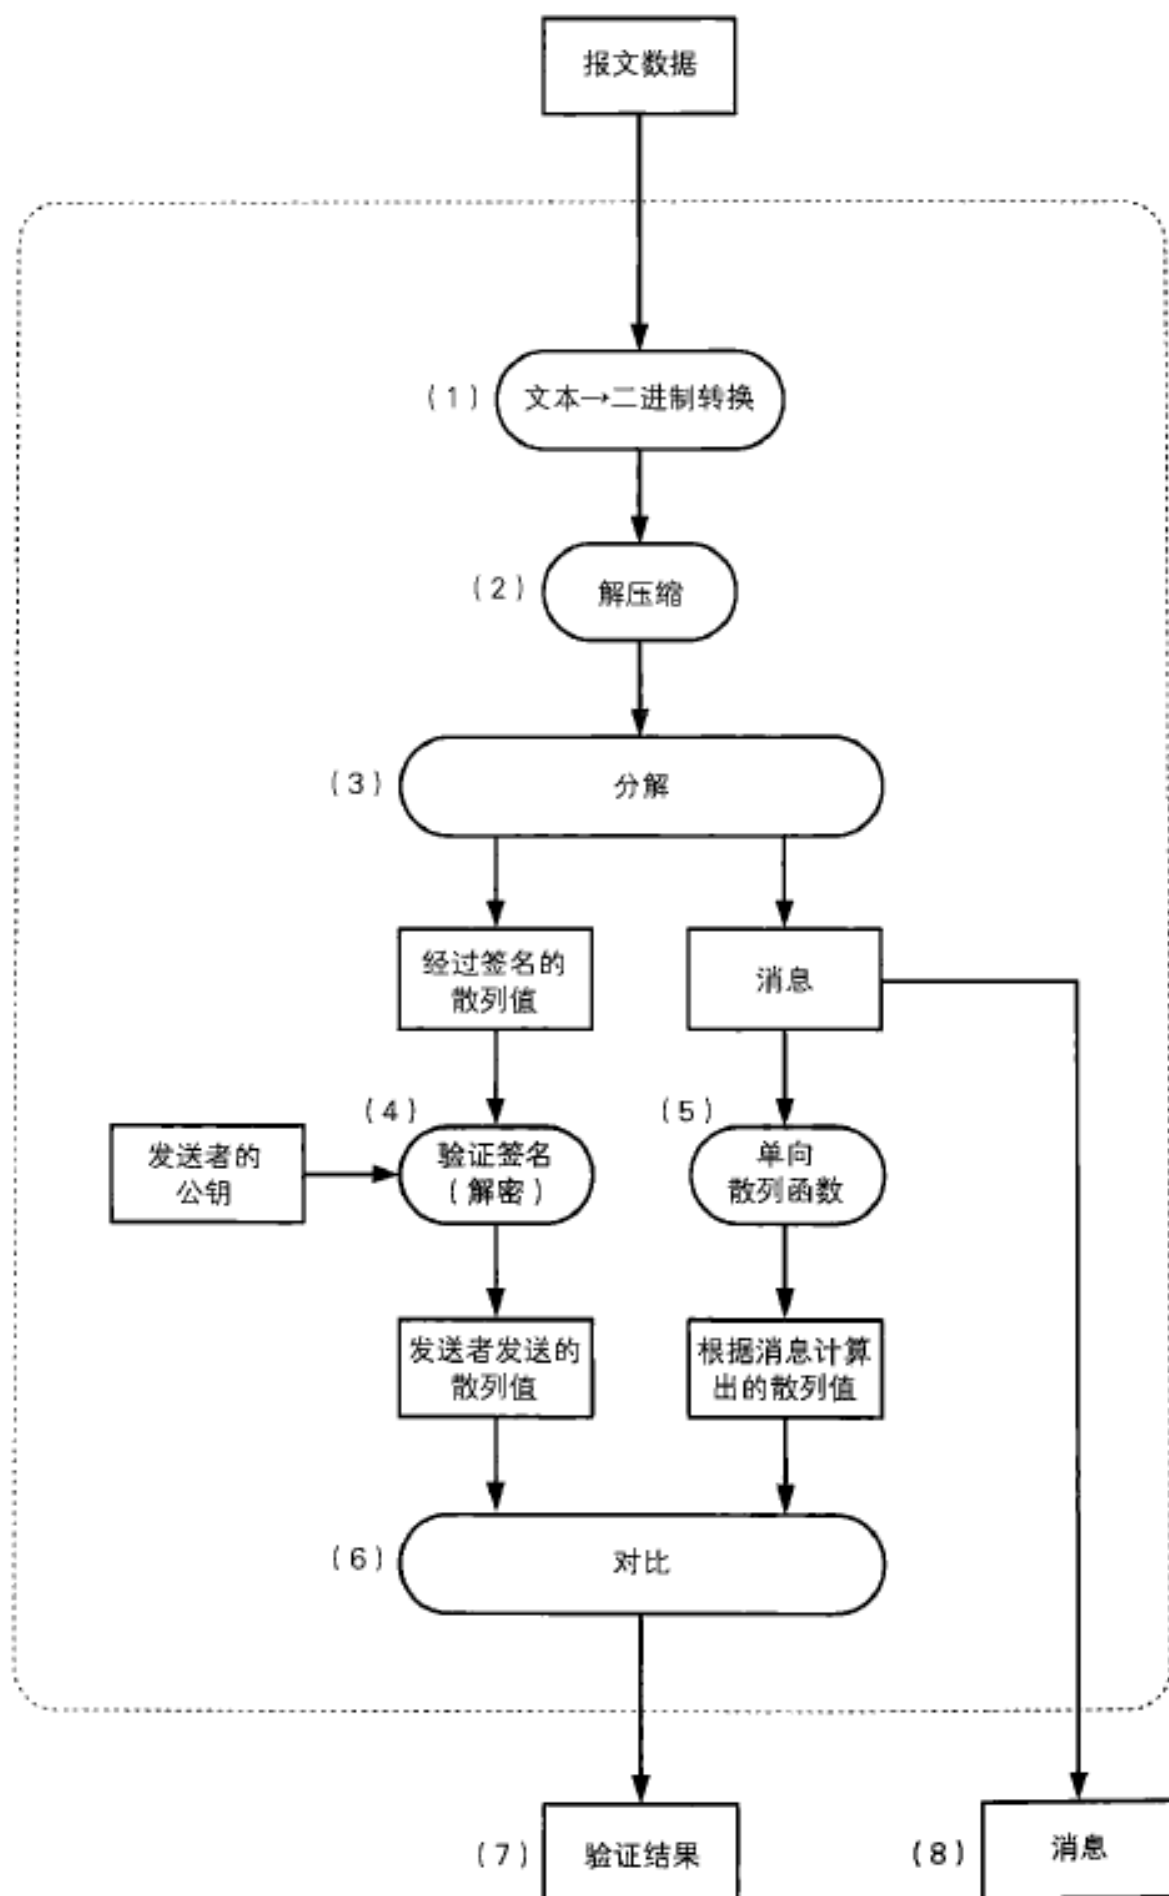 报文数据
(1)
文本→二进制转换
(2)
解压缩
(3)
分解
经过签名的
散列值
消息
(4)
(5)
发送者的
公钥
验证签名
(解密)
单向
散列函数
发送者发送的
散列值
根据消息计算
出的散列值
(6)
对比
(7)
验证结果
(8)
消息